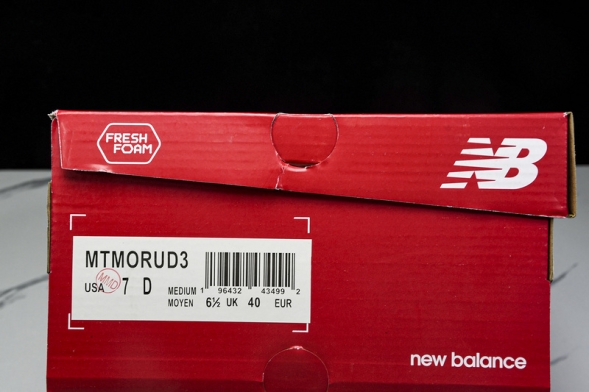 FRESH
FOAM
NB
MTMORUD3
USA MMD 7 D MEDIUM 1 96432 43499 2
MOYEN 6½ UK 40 EUR
new balance